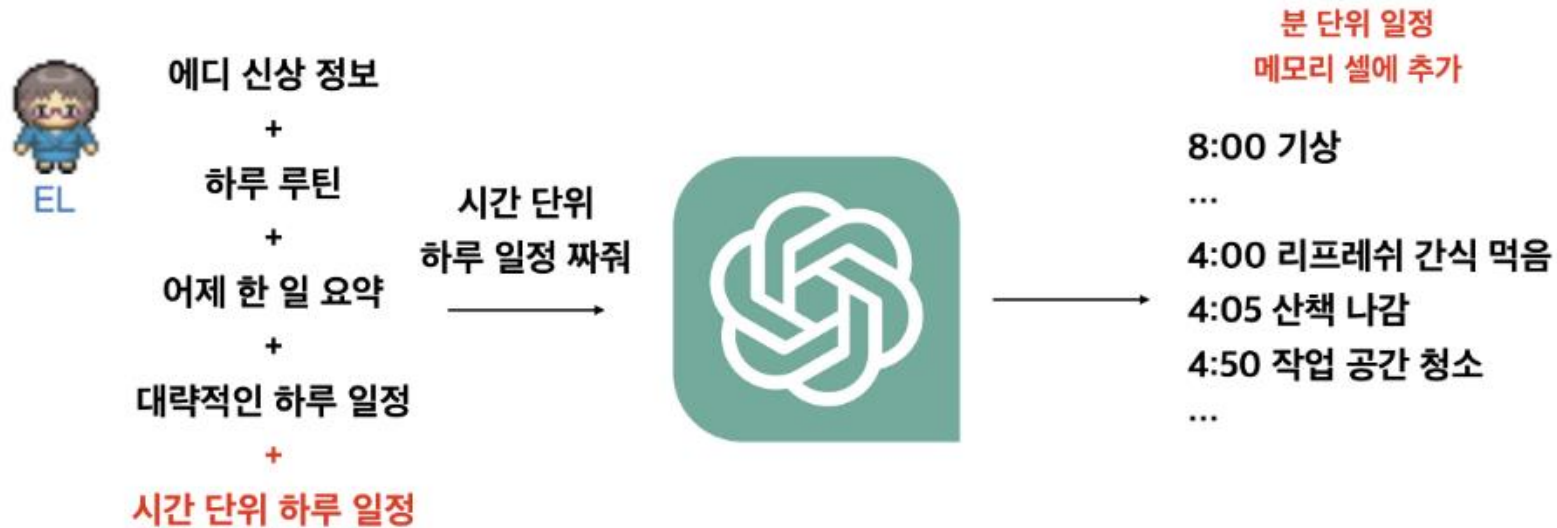 에디 신상 정보
+
하루 루틴
+
어제 한 일 요약
+
대략적인 하루 일정
+
시간 단위 하루 일정
EL
시간 단위
하루 일정 짜줘
분 단위 일정
메모리 셀에 추가
8:00 기상
...
4:00 리프레쉬 간식 먹음
4:05 산책 나감
4:50 작업 공간 청소
...